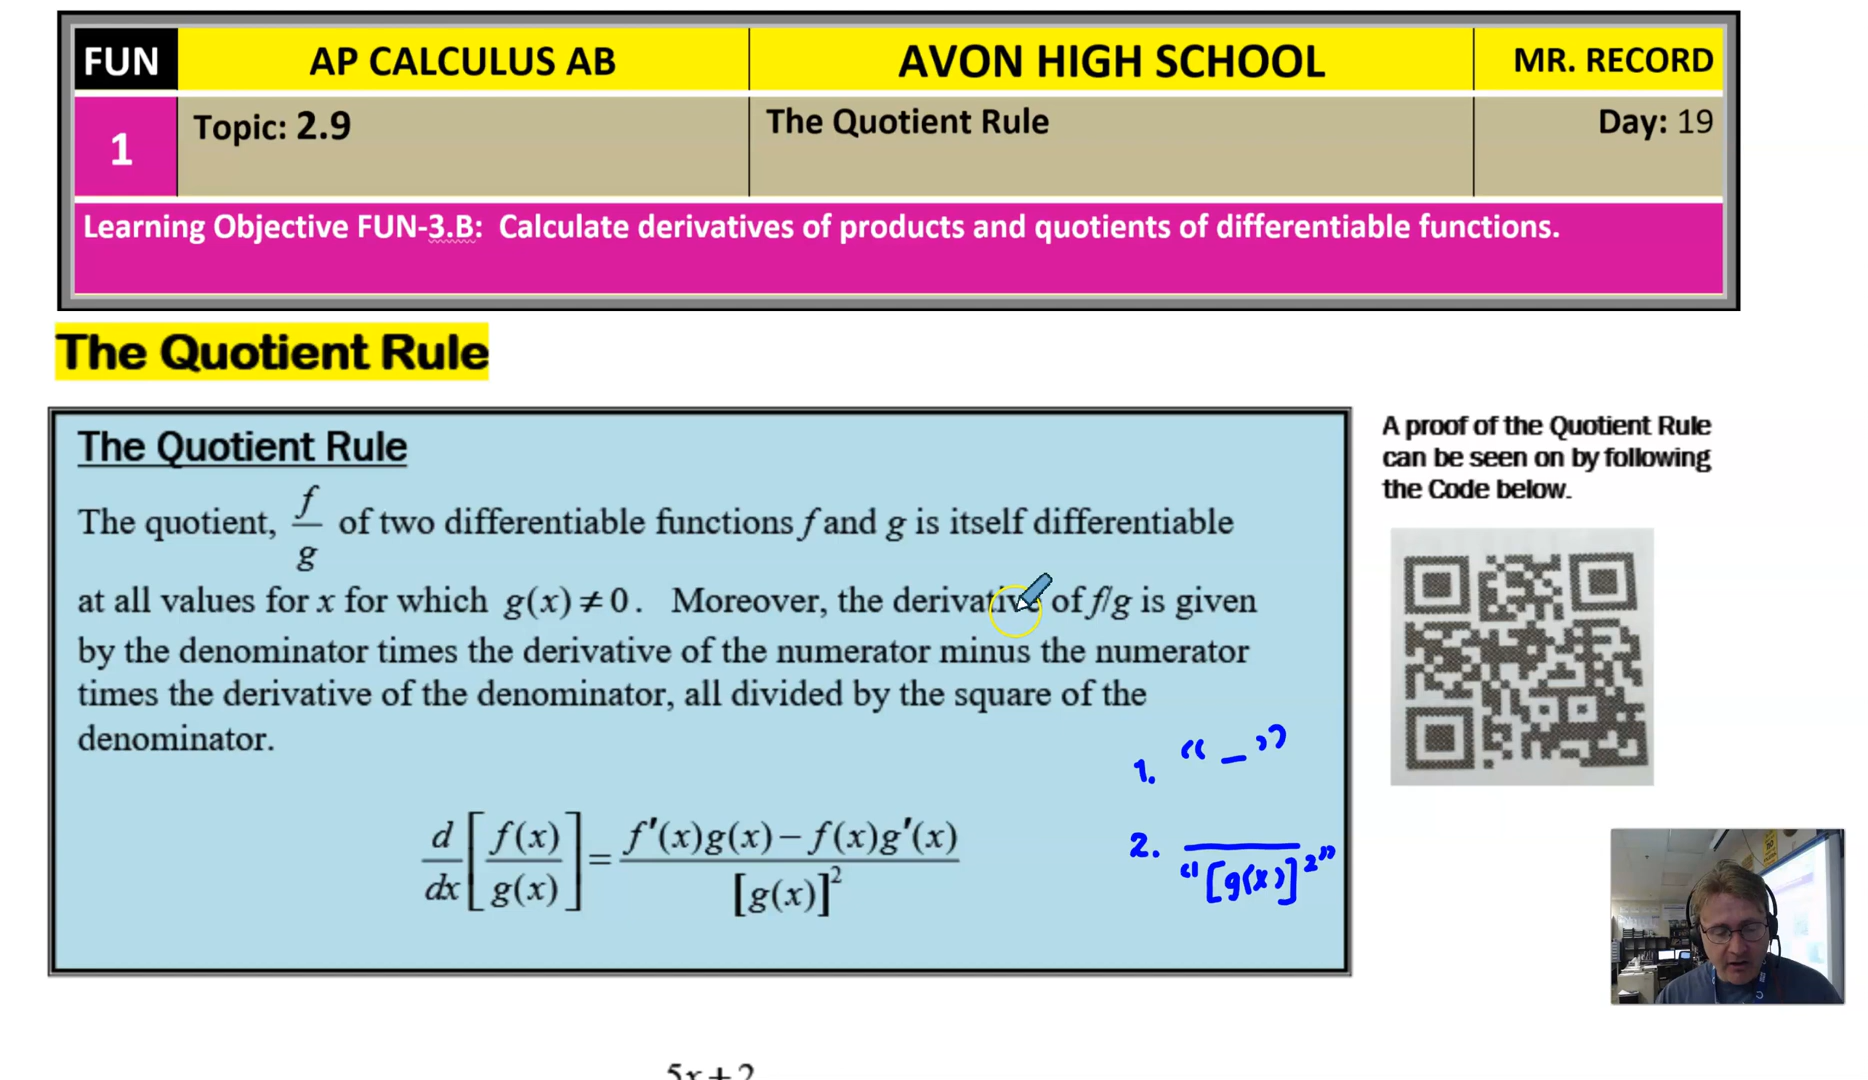 FUN AP CALCULUS AB AVON HIGH SCHOOL MR. RECORD
1 Topic: 2.9 The Quotient Rule Day: 19
Learning Objective FUN-3.B: Calculate derivatives of products and quotients of differentiable functions.
The Quotient Rule
The Quotient Rule
The quotient, f/g of two differentiable functions f and g is itself differentiable
at all values for x for which g(x) ≠ 0. Moreover, the derivative of f/g is given
by the denominator times the derivative of the numerator minus the numerator
times the derivative of the denominator, all divided by the square of the
denominator.
d/dx [f(x)/g(x)] = f'(x)g(x) − f(x)g'(x) / [g(x)]²
1. “ − ”
2. “[g(x)]²”
A proof of the Quotient Rule
can be seen on by following
the Code below.
5x + 2